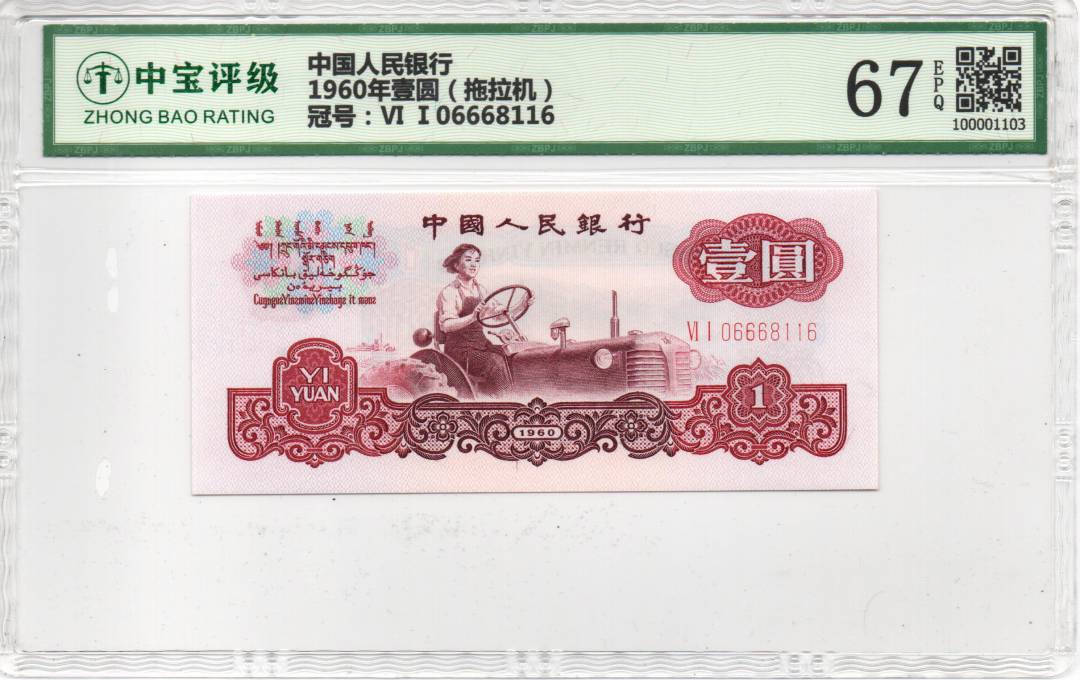 中宝评级
ZHONG BAO RATING
中国人民银行
1960年壹圆（拖拉机）
冠号：Ⅵ Ⅰ 06668116
67
EPQ
100001103
中國人民銀行
壹圓
Ⅵ Ⅰ 06668116
YI
YUAN
1960
1